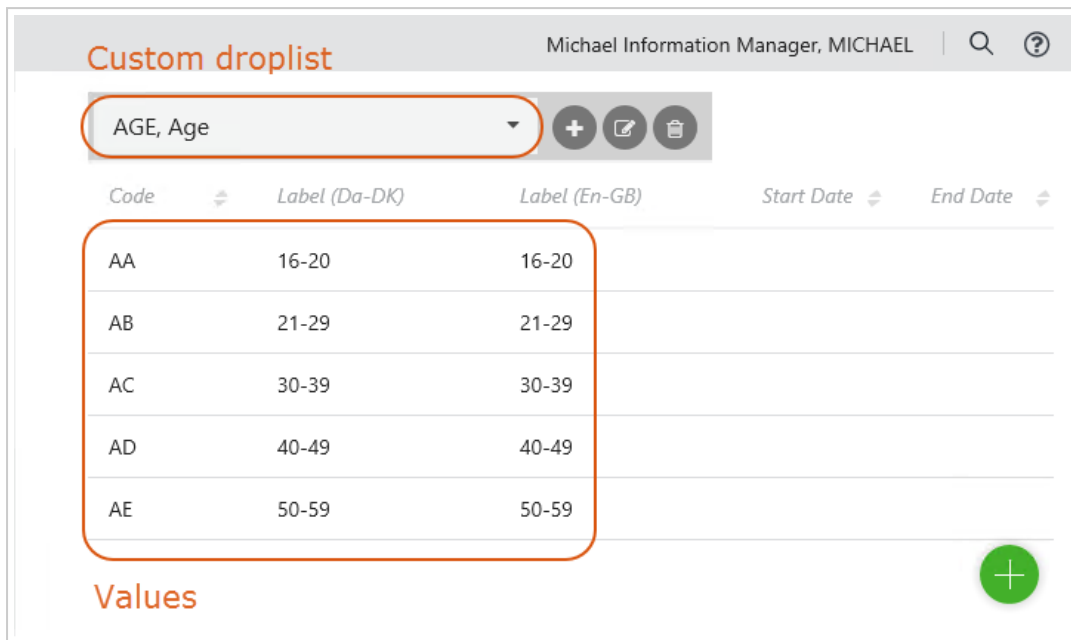 Custom droplist
Michael Information Manager, MICHAEL
AGE, Age
Code Label (Da-DK) Label (En-GB) Start Date End Date
AA 16-20 16-20
AB 21-29 21-29
AC 30-39 30-39
AD 40-49 40-49
AE 50-59 50-59
Values